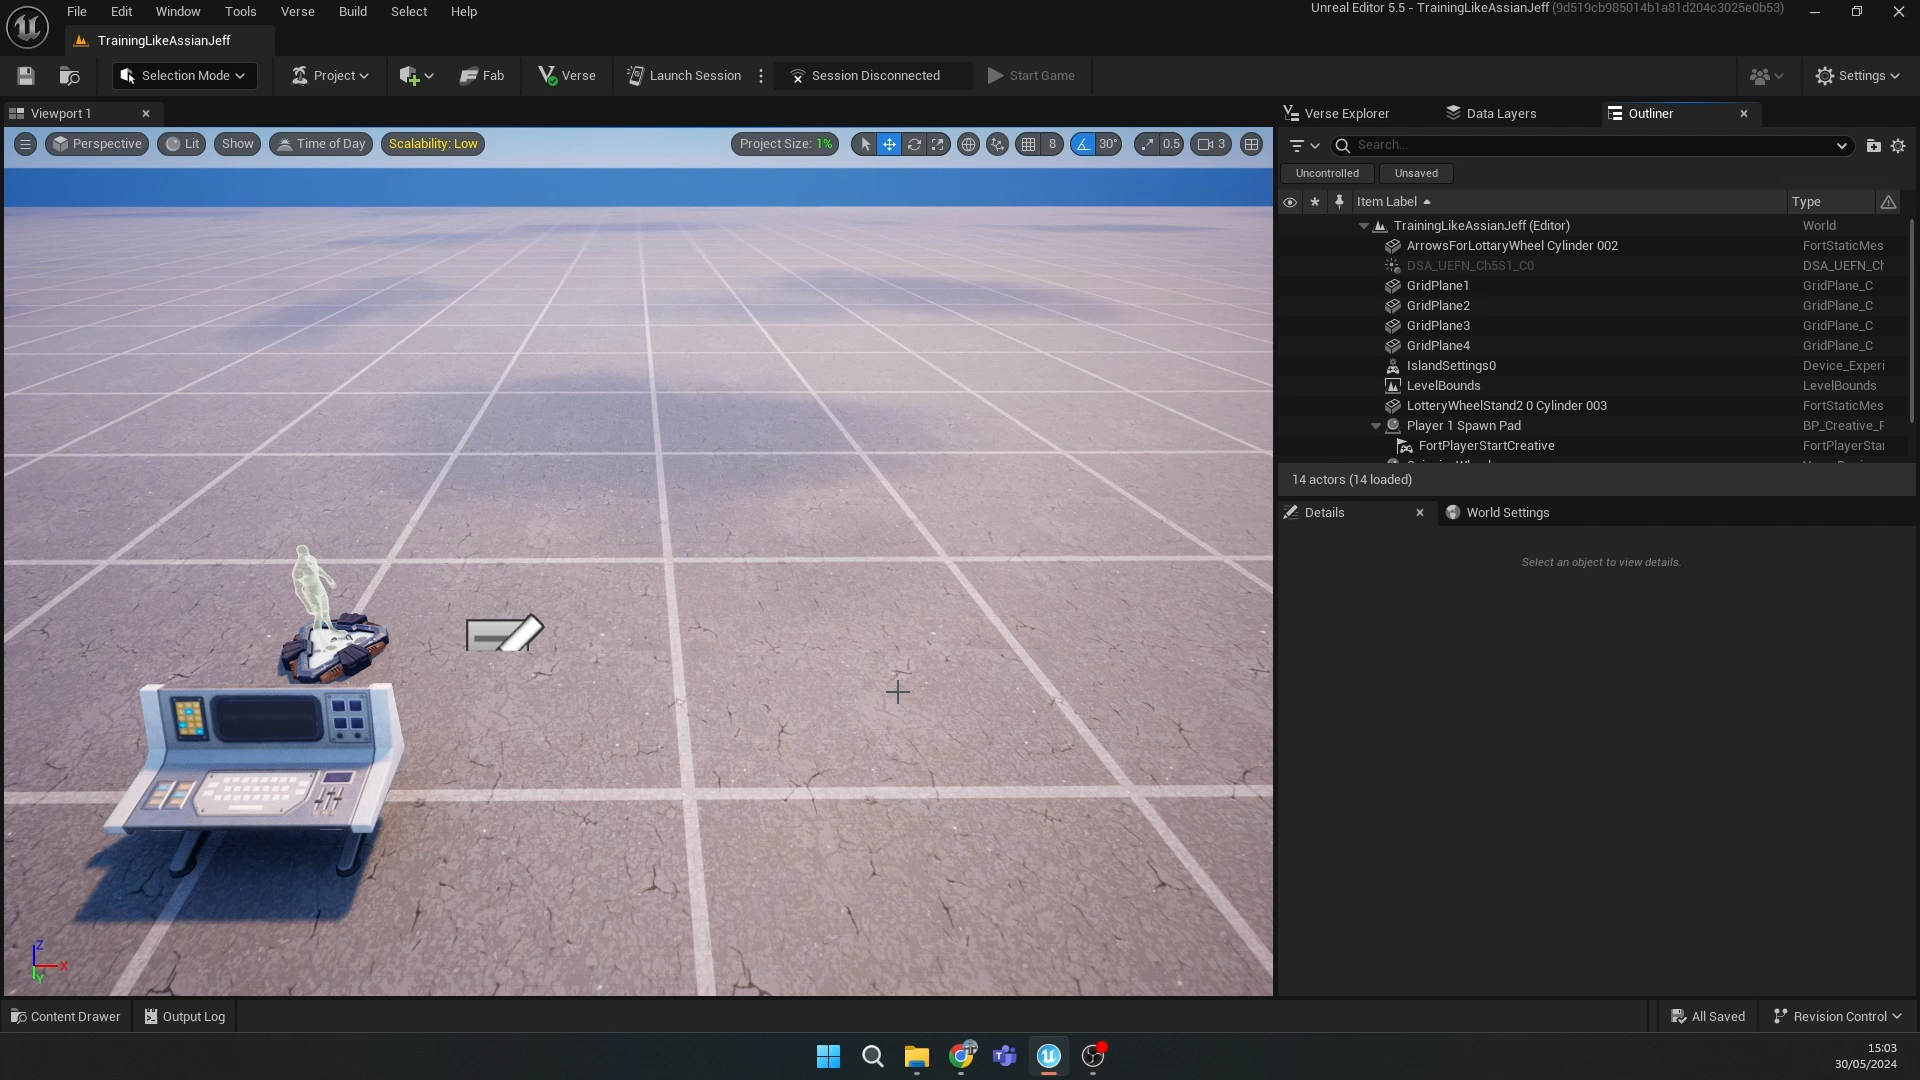 File Edit Window Tools Verse Build Select Help
Unreal Editor 5.5 - TrainingLikeAssianJeff (9d519cb985014b1a81d204c3025e0b53)
TrainingLikeAssianJeff
Selection Mode Project Fab Verse Launch Session Session Disconnected Start Game Settings
Viewport 1
Perspective Lit Show Time of Day Scalability: Low Project Size: 1% 8 30° 0.5 3
Verse Explorer Data Layers Outliner
Search...
Uncontrolled Unsaved
Item Label Type
TrainingLikeAssianJeff (Editor) World
ArrowsForLottaryWheel Cylinder 002 FortStaticMes
DSA_UEFN_Ch5S1_C0 DSA_UEFN_Ch
GridPlane1 GridPlane_C
GridPlane2 GridPlane_C
GridPlane3 GridPlane_C
GridPlane4 GridPlane_C
IslandSettings0 Device_Experi
LevelBounds LevelBounds
LotteryWheelStand2 0 Cylinder 003 FortStaticMes
Player 1 Spawn Pad BP_Creative_F
FortPlayerStartCreative FortPlayerStar
14 actors (14 loaded)
Details World Settings
Select an object to view details.
Z
X
Y
Content Drawer Output Log All Saved Revision Control
15:03
30/05/2024